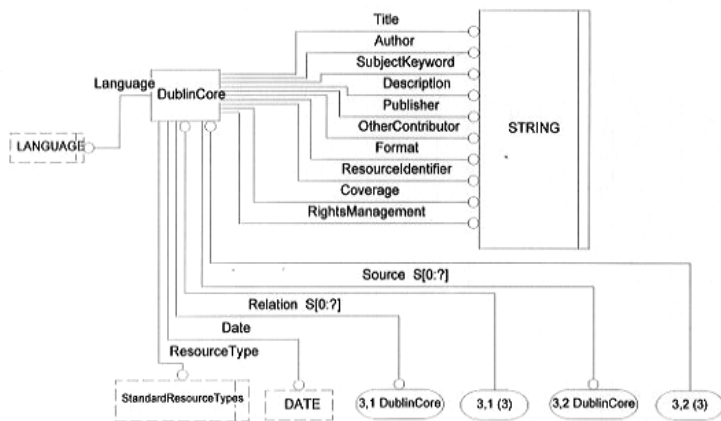 Title
Author
SubjectKeyword
Language
DublinCore
Description
Publisher
OtherContributor
STRING
LANGUAGE
Format
ResourceIdentifier
Coverage
RightsManagement
Source S[0:?]
Relation S[0:?]
Date
ResourceType
StandardResourceTypes
DATE
3,1 DublinCore
3,1 (3)
3,2 DublinCore
3,2 (3)